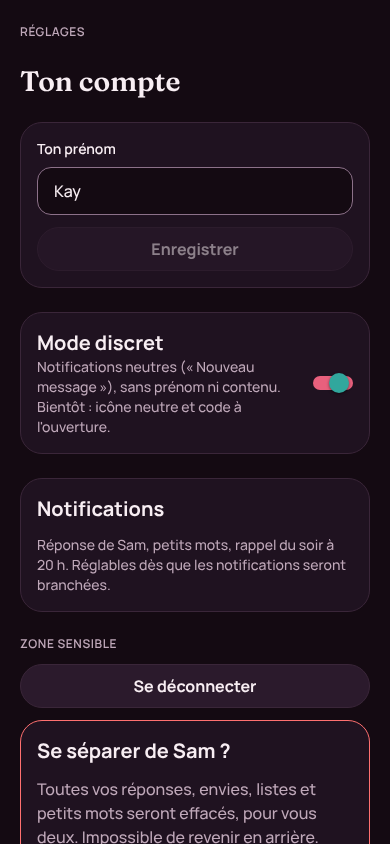 RÉGLAGES
Ton compte
Ton prénom
Kay
Enregistrer
Mode discret
Notifications neutres (« Nouveau
message »), sans prénom ni contenu.
Bientôt : icône neutre et code à
l'ouverture.
Notifications
Réponse de Sam, petits mots, rappel du soir à
20 h. Réglables dès que les notifications seront
branchées.
ZONE SENSIBLE
Se déconnecter
Se séparer de Sam ?
Toutes vos réponses, envies, listes et
petits mots seront effacés, pour vous
deux. Impossible de revenir en arrière.